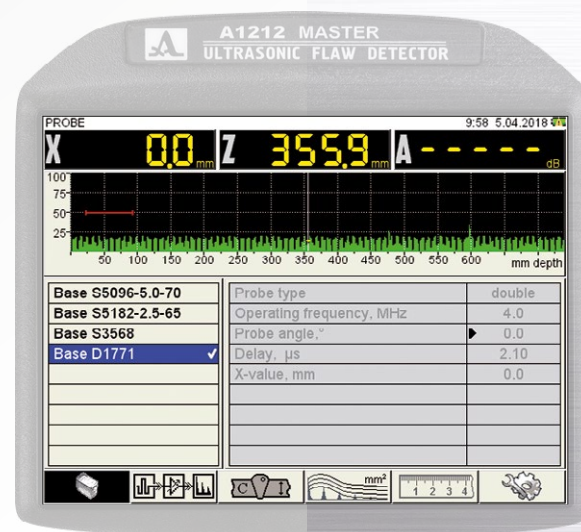 A1212 MASTER
ULTRASONIC FLAW DETECTOR
PROBE 9:58 5.04.2018
X 0.0 mm Z 355.9 mm A ----- dB
100
75
50
25
50 100 150 200 250 300 350 400 450 500 550 600 mm depth
Base S5096-5.0-70 Probe type double
Base S5182-2.5-65 Operating frequency, MHz 4.0
Base S3568 Probe angle,° 0.0
Base D1771 Delay, µs 2.10
X-value, mm 0.0
C I mm² 1 2 3 4